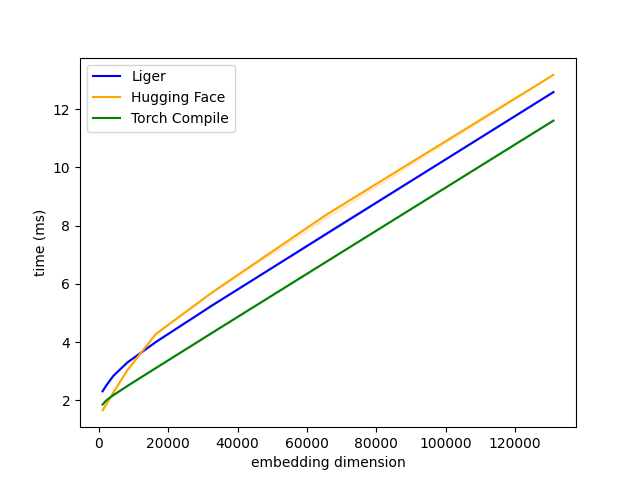 Liger
Hugging Face
Torch Compile
12
10
8
6
4
2
time (ms)
0 20000 40000 60000 80000 100000 120000
embedding dimension